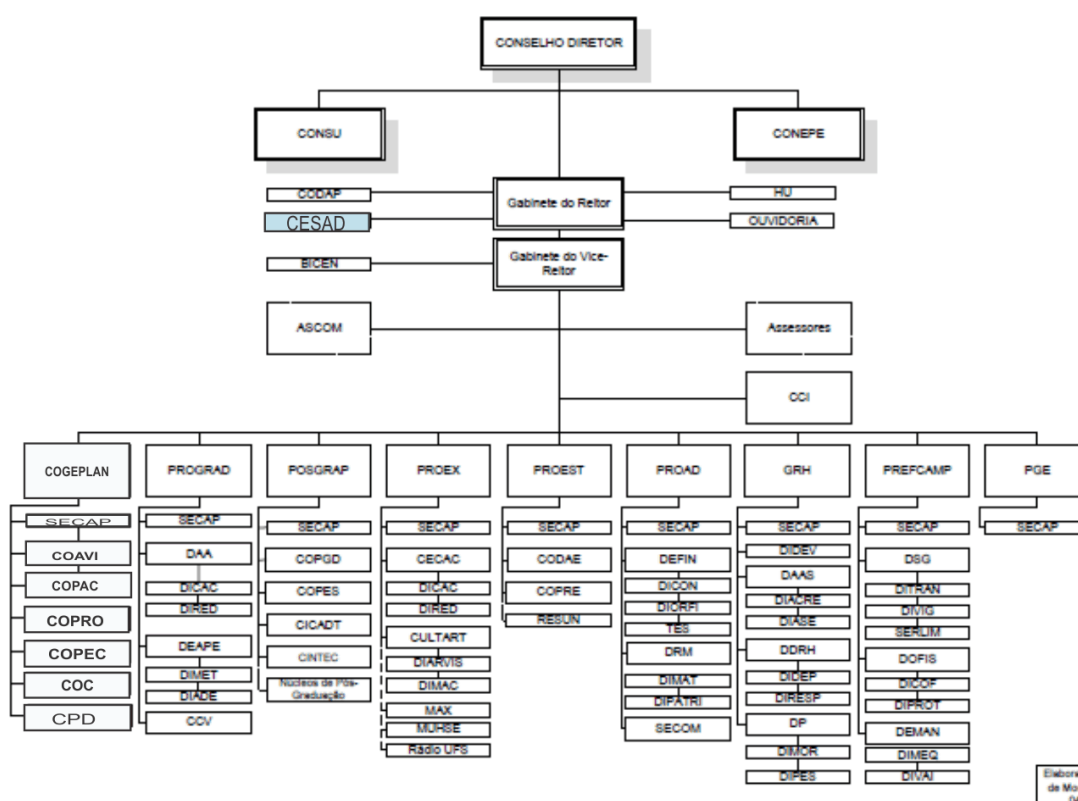 CONSELHO DIRETOR
CONSU
CONEPE
CODAP
Gabinete do Reitor
HU
CESAD
OUVIDORIA
Gabinete do Vice-
Reitor
BICEN
ASCOM
Assessores
CCI
COGEPLAN
PROGRAD
POSGRAP
PROEX
PROEST
PROAD
GRH
PREFCAMP
PGE
SECAP
COAVI
COPAC
COPRO
COPEC
COC
CPD
SECAP
DAA
DICAC
DIRED
DEAPE
DIMET
DIADE
CCV
SECAP
COPGD
COPES
CICADT
CINTEC
Núcleos de Pós-
Graduação
SECAP
CECAC
DICAC
DIRED
CULTART
DIARVIS
DIMAC
MAX
MUHSE
Rádio UFS
SECAP
CODAE
COPRE
RESUN
SECAP
DEFIN
DICON
DIORFI
TES
DRM
DIMAT
DIPATRI
SECOM
SECAP
DIDEV
DAAS
DIACRE
DIASE
DDRH
DIDEP
DIRESP
DP
DIMOR
DIPES
SECAP
DSG
DITRAN
DIVIG
SERLIM
DOFIS
DICOF
DIPROT
DEMAN
DIMEQ
DIVAI
SECAP
Elabora
de Mo